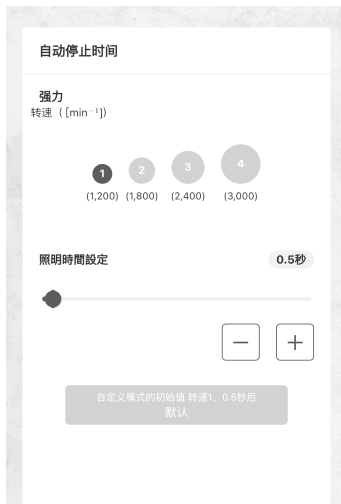 自动停止时间
强力
转速（ [min⁻¹]）
1 2 3 4
(1,200) (1,800) (2,400) (3,000)
照明時間設定 0.5秒
− +
自定义模式的初始值 转速1、0.5秒后
默认